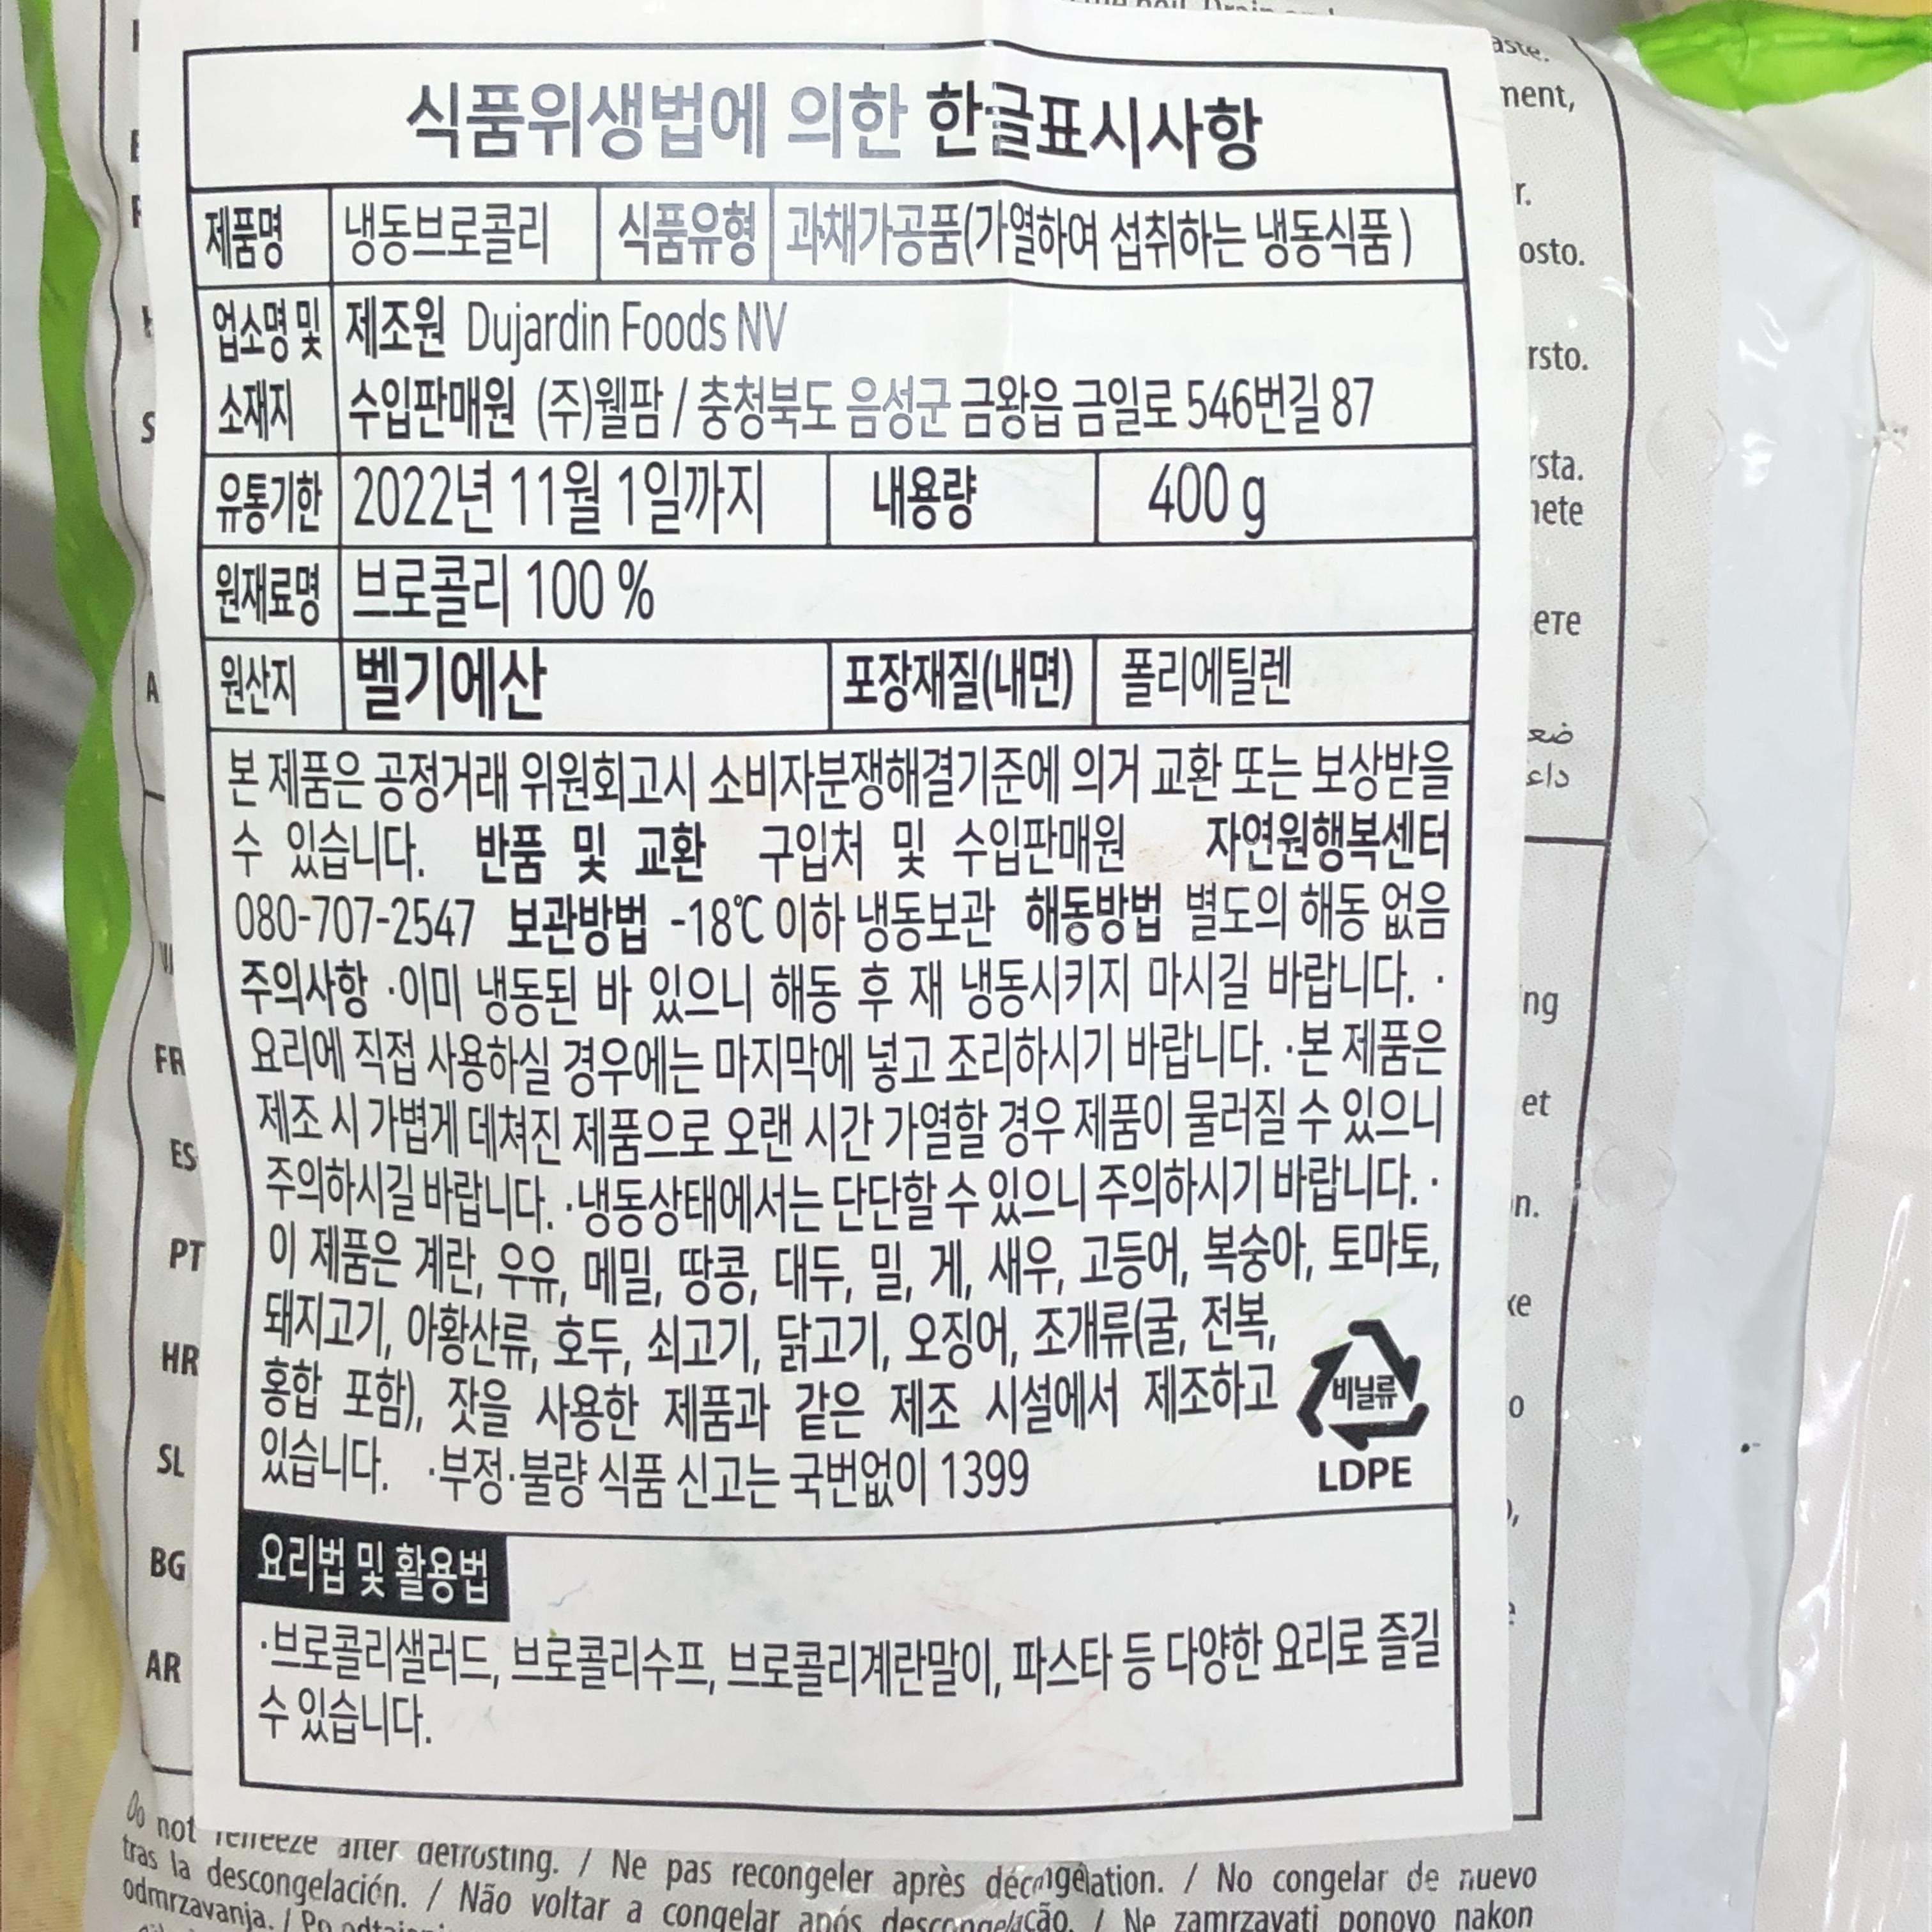 식품위생법에 의한 한글표시사항
제품명 냉동브로콜리 식품유형 과채가공품(가열하여 섭취하는 냉동식품)
업소명 및 제조원 Dujardin Foods NV
소재지 수입판매원 (주)웰팜 / 충청북도 음성군 금왕읍 금일로 546번길 87
유통기한 2022년 11월 1일까지 내용량 400 g
원재료명 브로콜리 100 %
원산지 벨기에산 포장재질(내면) 폴리에틸렌
본 제품은 공정거래 위원회고시 소비자분쟁해결기준에 의거 교환 또는 보상받을
수 있습니다. 반품 및 교환 구입처 및 수입판매원 자연원행복센터
080-707-2547 보관방법 -18℃ 이하 냉동보관 해동방법 별도의 해동 없음
주의사항 ·이미 냉동된 바 있으니 해동 후 재 냉동시키지 마시길 바랍니다. ·
요리에 직접 사용하실 경우에는 마지막에 넣고 조리하시기 바랍니다. ·본 제품은
제조 시 가볍게 데쳐진 제품으로 오랜 시간 가열할 경우 제품이 물러질 수 있으니
주의하시길 바랍니다. ·냉동상태에서는 단단할 수 있으니 주의하시기 바랍니다. ·
이 제품은 계란, 우유, 메밀, 땅콩, 대두, 밀, 게, 새우, 고등어, 복숭아, 토마토,
돼지고기, 아황산류, 호두, 쇠고기, 닭고기, 오징어, 조개류(굴, 전복,
홍합 포함), 잣을 사용한 제품과 같은 제조 시설에서 제조하고
있습니다. ·부정·불량 식품 신고는 국번없이 1399
비닐류
LDPE
요리법 및 활용법
·브로콜리샐러드, 브로콜리수프, 브로콜리계란말이, 파스타 등 다양한 요리로 즐길
수 있습니다.
ment,
r.
osto.
rsto.
rsta.
nete
ете
A
FR
ES
PT
HR
SL
BG
AR
ng
et
n.
ke
o
Do not refreeze after defrosting. / Ne pas recongeler après décongélation. / No congelar de nuevo
tras la descongelación. / Não voltar a congelar após descongelação. / Ne zamrzavati ponovo nakon
odmrzavanja. / Po